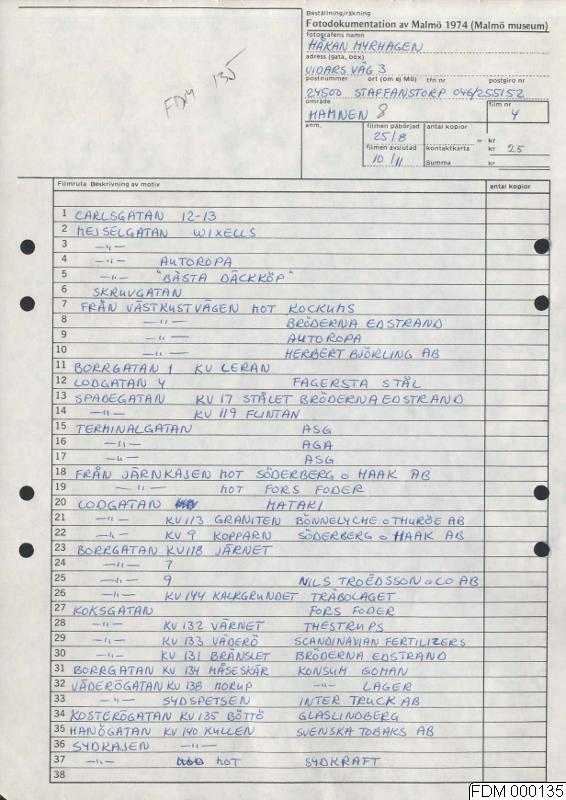 Beställning/räkning
Fotodokumentation av Malmö 1974 (Malmö museum)
fotografens namn
HÅKAN MYRHAGEN
adress (gata, box)
VIDARS VÄG 3
postnummer ort (om ej Mö) tfn nr postgiro nr
24500 STAFFANSTORP 046/255152
område film nr
HAMNEN 8 4
anm. filmen påbörjad antal kopior
25/8 = kr
filmen avslutad kontaktkarta kr 25
10/11 Summa kr
FDM 135
Filmruta Beskrivning av motiv antal kopior
1 CARLSGATAN 12-13
2 MEJSELGATAN WIXELLS
3 —"—
4 —"— AUTOROPA
5 —"— "BÄSTA DÄCKKÖP"
6 SKRUVGATAN
7 FRÅN VÄSTKUSTVÄGEN MOT KOCKUMS
8 —"— BRÖDERNA EDSTRAND
9 —"— AUTOROPA
10 —"— HERBERT BJÖRLING AB
11 BORRGATAN 1 KV LERAN
12 LODGATAN 4 FAGERSTA STÅL
13 SPADEGATAN KV 17 STÅLET BRÖDERNA EDSTRAND
14 —"— KV 119 FLINTAN
15 TERMINALGATAN ASG
16 —"— AGA
17 —"— ASG
18 FRÅN JÄRNKAJEN MOT SÖDERBERG o HAAK AB
19 —"— MOT FORS FODER
20 LODGATAN MATAKI
21 —"— KV 113 GRANITEN BÖNNELYCHE o THURÖE AB
22 —"— KV 9 KOPPARN SÖDERBERG o HAAK AB
23 BORRGATAN KV 118 JÄRNET
24 —"— 7
25 —"— 9 NILS TROËDSSON o CO AB
26 —"— KV 144 KALKGRUNDET TRÄBOLAGET
27 KOKSGATAN FORS FODER
28 —"— KV 132 VÄRNET THESTRUPS
29 —"— KV 133 VÄDERÖ SCANDINAVIAN FERTILIZERS
30 —"— KV 131 BRÄNSLET BRÖDERNA EDSTRAND
31 BORRGATAN KV 134 MÅSESKÄR KONSUM GOMAN
32 VÄDERÖGATAN KV 138 NORUP —"— LAGER
33 —"— SYDSPETSEN INTER TRUCK AB
34 KOSTERÖGATAN KV 135 BÖTTÖ GLASLINDBERG
35 HANÖGATAN KV 140 KULLEN SVENSKA TOBAKS AB
36 SYDKAJEN —"—
37 —"— MOT SYDKRAFT
38
FDM 000135